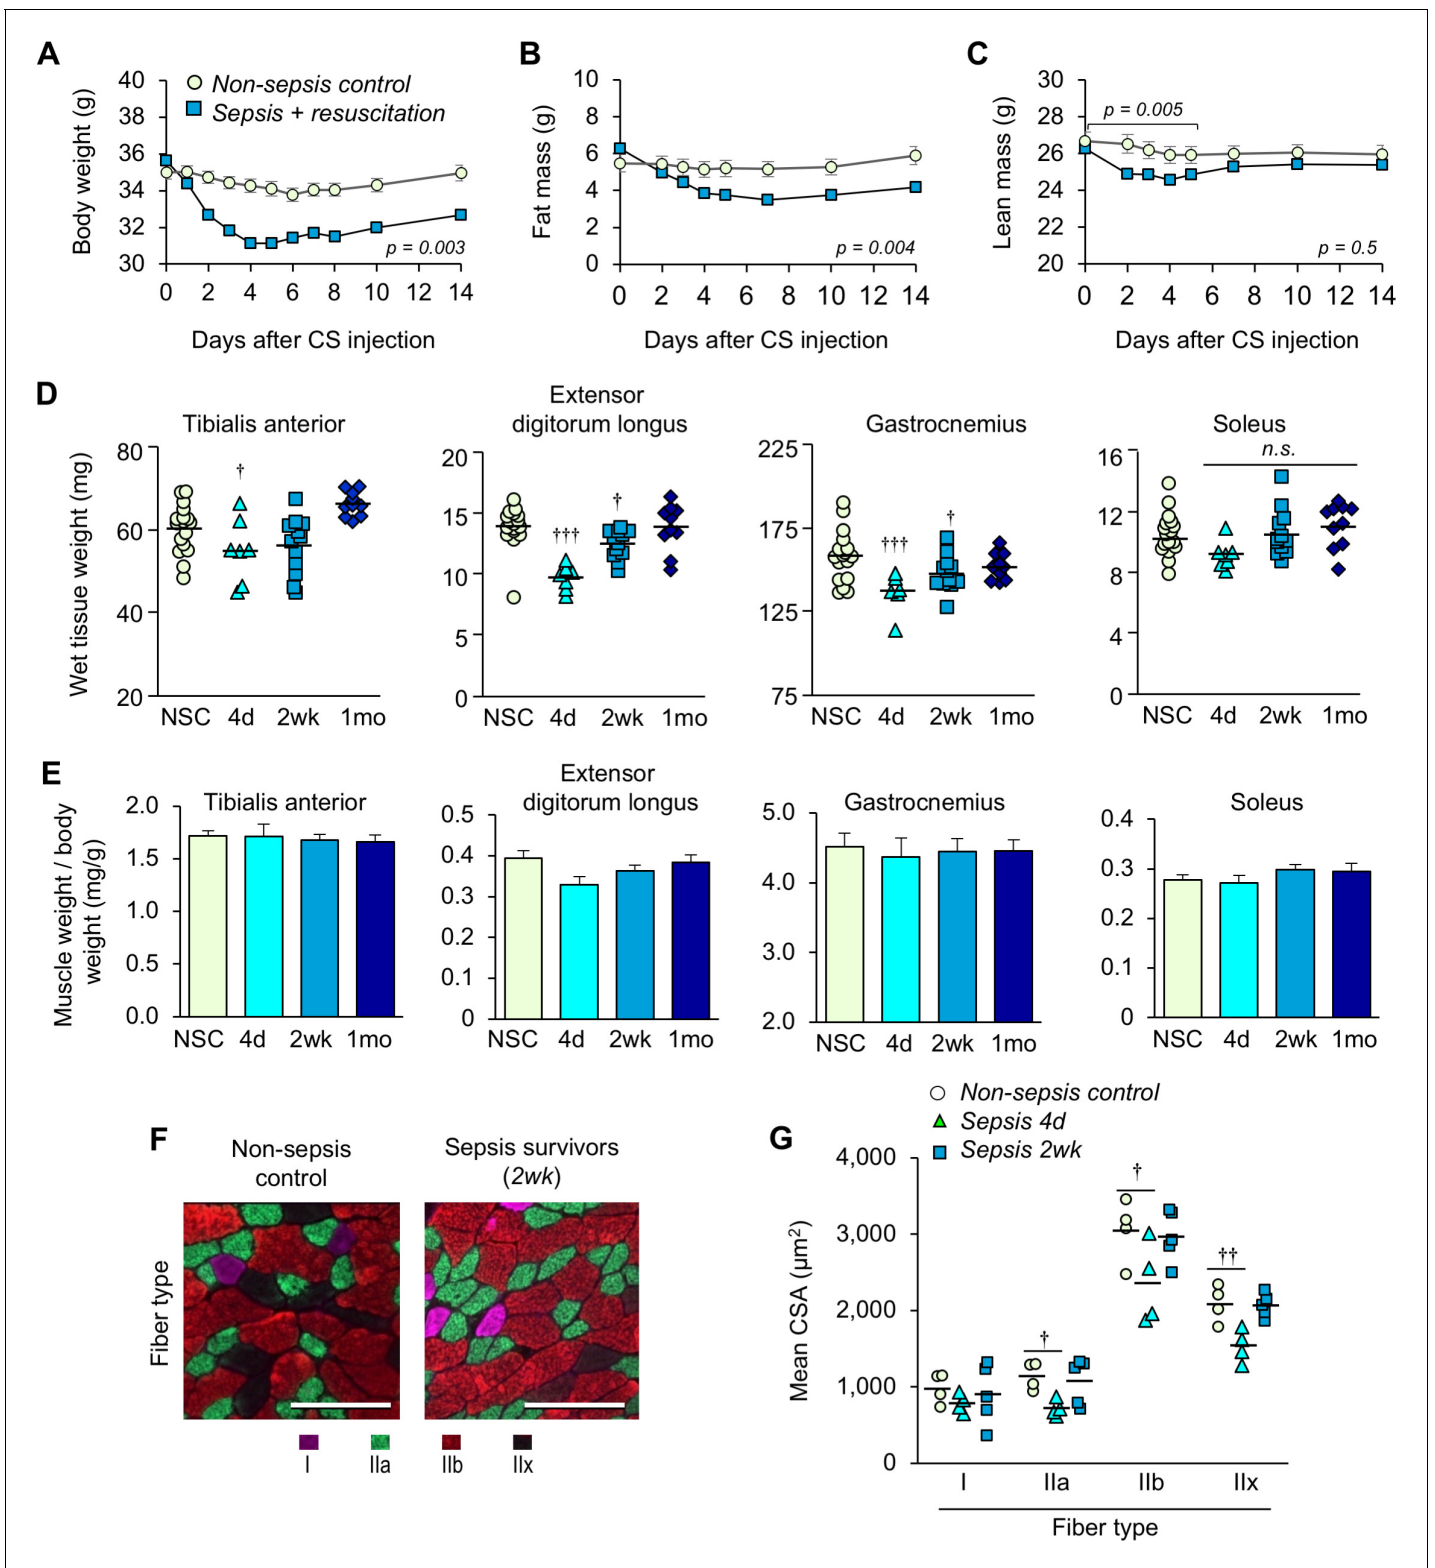 A
40
38
36
34
32
30
Body weight (g)
Non-sepsis control
Sepsis + resuscitation
p = 0.003
0 2 4 6 8 10 12 14
Days after CS injection
B
10
8
6
4
2
0
Fat mass (g)
p = 0.004
0 2 4 6 8 10 12 14
Days after CS injection
C
30
28
26
24
22
20
Lean mass (g)
p = 0.005
p = 0.5
0 2 4 6 8 10 12 14
Days after CS injection
D
Wet tissue weight (mg)
Tibialis anterior
80
60
40
20
†
NSC 4d 2wk 1mo
Extensor
digitorum longus
20
15
10
5
0
†††
†
NSC 4d 2wk 1mo
Gastrocnemius
225
175
125
75
†††
†
NSC 4d 2wk 1mo
Soleus
n.s.
16
12
8
4
0
NSC 4d 2wk 1mo
E
Muscle weight / body
weight (mg/g)
Tibialis anterior
2.0
1.5
1.0
0.5
0.0
NSC 4d 2wk 1mo
Extensor
digitorum longus
0.5
0.4
0.3
0.2
0.1
0
NSC 4d 2wk 1mo
Gastrocnemius
5.0
4.0
3.0
2.0
NSC 4d 2wk 1mo
Soleus
0.4
0.3
0.2
0.1
0
NSC 4d 2wk 1mo
F
Non-sepsis
control
Sepsis survivors
(2wk)
Fiber type
I IIa IIb IIx
G
Non-sepsis control
Sepsis 4d
Sepsis 2wk
4,000
3,000
2,000
1,000
0
Mean CSA (µm²)
†
†
††
I IIa IIb IIx
Fiber type